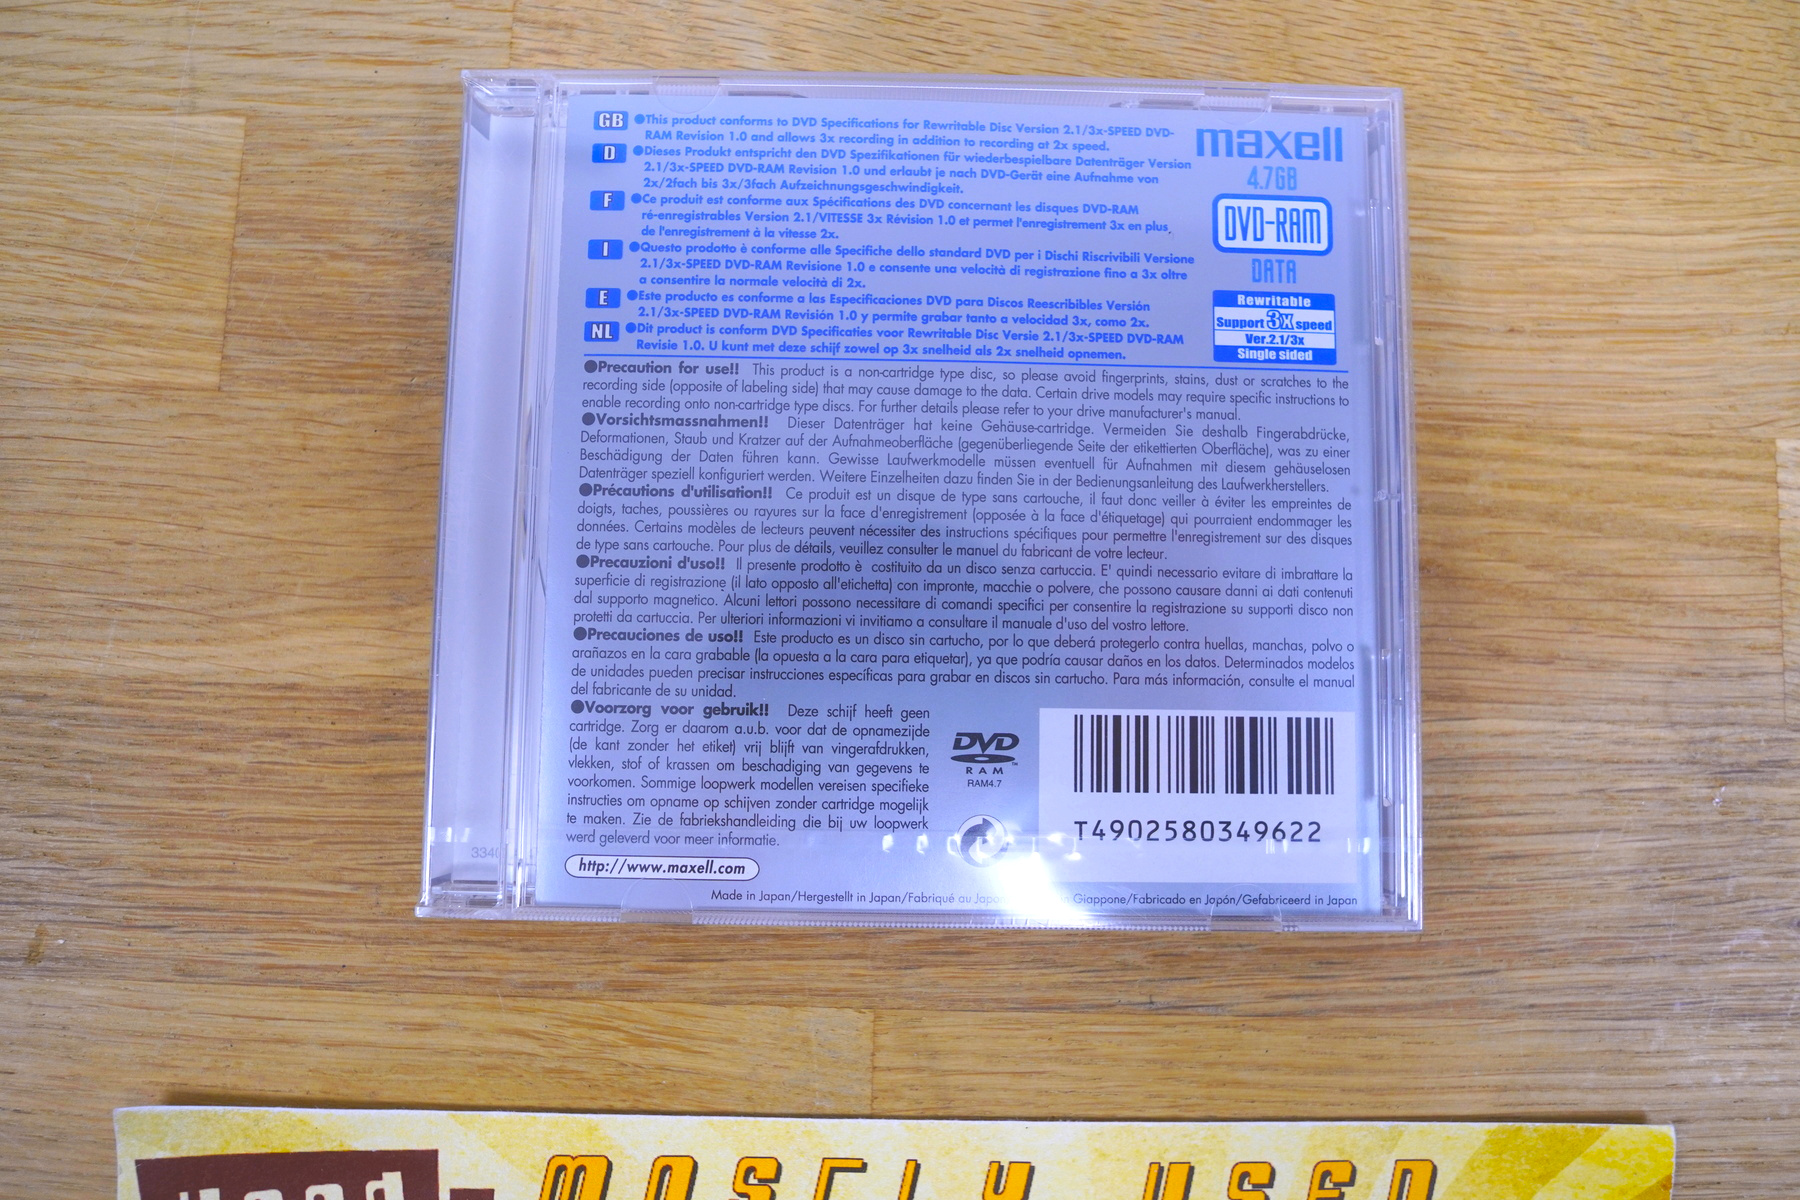 GB ●This product conforms to DVD Specifications for Rewritable Disc Version 2.1/3x-SPEED DVD-
RAM Revision 1.0 and allows 3x recording in addition to recording at 2x speed.
D ●Dieses Produkt entspricht den DVD Spezifikationen für wiederbespielbare Datenträger Version
2.1/3x-SPEED DVD-RAM Revision 1.0 und erlaubt je nach DVD-Gerät eine Aufnahme von
2x/2fach bis 3x/3fach Aufzeichnungsgeschwindigkeit.
F ●Ce produit est conforme aux Spécifications des DVD concernant les disques DVD-RAM
ré-enregistrables Version 2.1/VITESSE 3x Révision 1.0 et permet l'enregistrement 3x en plus,
de l'enregistrement à la vitesse 2x.
I ●Questo prodotto è conforme alle Specifiche dello standard DVD per i Dischi Riscrivibili Versione
2.1/3x-SPEED DVD-RAM Revisione 1.0 e consente una velocità di registrazione fino a 3x oltre
a consentire la normale velocità di 2x.
E ●Este producto es conforme a las Especificaciones DVD para Discos Reescribibles Versión
2.1/3x-SPEED DVD-RAM Revisión 1.0 y permite grabar tanto a velocidad 3x, como 2x.
NL ●Dit product is conform DVD Specificaties voor Rewritable Disc Versie 2.1/3x-SPEED DVD-RAM
Revisie 1.0. U kunt met deze schijf zowel op 3x snelheid als 2x snelheid opnemen.
maxell
4.7GB
DVD-RAM
DATA
Rewritable
Support 3x speed
Ver.2.1/3x
Single sided
●Precaution for use!! This product is a non-cartridge type disc, so please avoid fingerprints, stains, dust or scratches to the
recording side (opposite of labeling side) that may cause damage to the data. Certain drive models may require specific instructions to
enable recording onto non-cartridge type discs. For further details please refer to your drive manufacturer's manual.
●Vorsichtsmassnahmen!! Dieser Datenträger hat keine Gehäuse-cartridge. Vermeiden Sie deshalb Fingerabdrücke,
Deformationen, Staub und Kratzer auf der Aufnahmeoberfläche (gegenüberliegende Seite der etikettierten Oberfläche), was zu einer
Beschädigung der Daten führen kann. Gewisse Laufwerkmodelle müssen eventuell für Aufnahmen mit diesem gehäuselosen
Datenträger speziell konfiguriert werden. Weitere Einzelheiten dazu finden Sie in der Bedienungsanleitung des Laufwerkherstellers.
●Précautions d'utilisation!! Ce produit est un disque de type sans cartouche, il faut donc veiller à éviter les empreintes de
doigts, taches, poussières ou rayures sur la face d'enregistrement (opposée à la face d'étiquetage) qui pourraient endommager les
données. Certains modèles de lecteurs peuvent nécessiter des instructions spécifiques pour permettre l'enregistrement sur des disques
de type sans cartouche. Pour plus de détails, veuillez consulter le manuel du fabricant de votre lecteur.
●Precauzioni d'uso!! Il presente prodotto è costituito da un disco senza cartuccia. E' quindi necessario evitare di imbrattare la
superficie di registrazione (il lato opposto all'etichetta) con impronte, macchie o polvere, che possono causare danni ai dati contenuti
dal supporto magnetico. Alcuni lettori possono necessitare di comandi specifici per consentire la registrazione su supporti disco non
protetti da cartuccia. Per ulteriori informazioni vi invitiamo a consultare il manuale d'uso del vostro lettore.
●Precauciones de uso!! Este producto es un disco sin cartucho, por lo que deberá protegerlo contra huellas, manchas, polvo o
arañazos en la cara grabable (la opuesta a la cara para etiquetar), ya que podría causar daños en los datos. Determinados modelos
de unidades pueden precisar instrucciones específicas para grabar en discos sin cartucho. Para más información, consulte el manual
del fabricante de su unidad.
●Voorzorg voor gebruik!! Deze schijf heeft geen
cartridge. Zorg er daarom a.u.b. voor dat de opnamezijde
(de kant zonder het etiket) vrij blijft van vingerafdrukken,
vlekken, stof of krassen om beschadiging van gegevens te
voorkomen. Sommige loopwerk modellen vereisen specifieke
instructies om opname op schijven zonder cartridge mogelijk
te maken. Zie de fabriekshandleiding die bij uw loopwerk
werd geleverd voor meer informatie.
DVD
RAM™
RAM4.7
T4902580349622
http://www.maxell.com
Made in Japan/Hergestellt in Japan/Fabriqué au Giappone/Fabricado en Japón/Gefabriceerd in Japan
MOSTLY USED